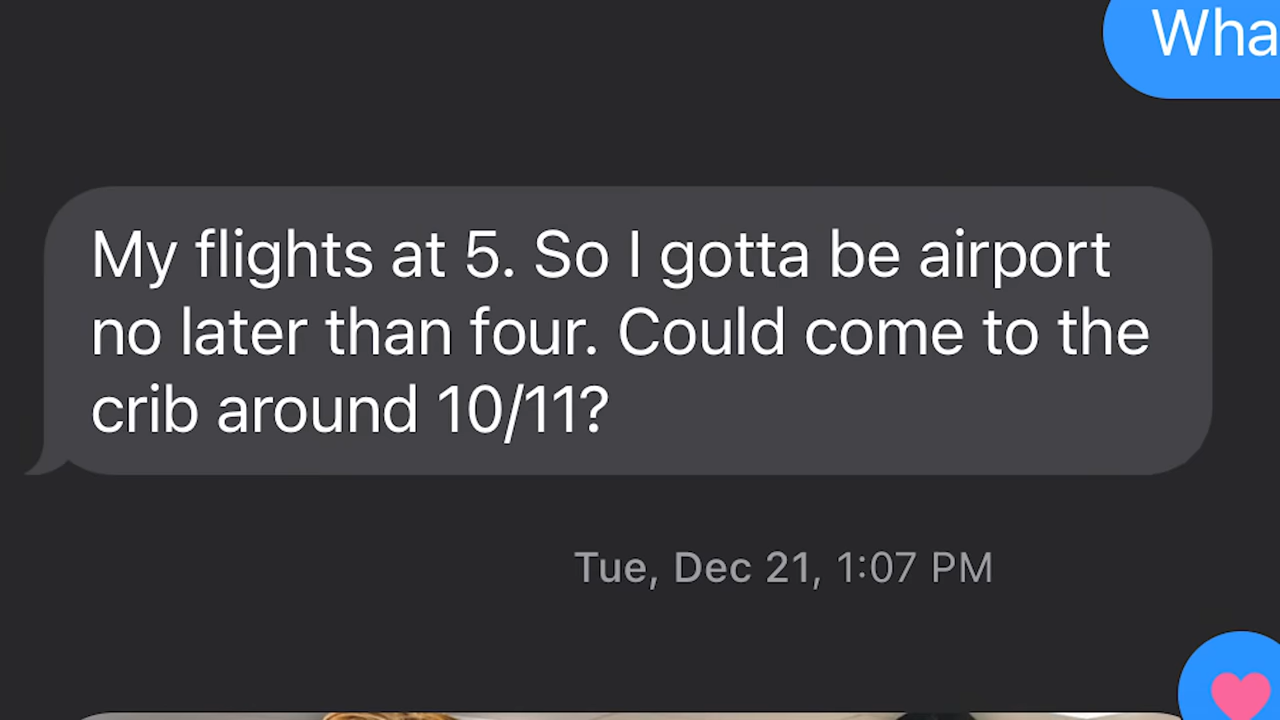 Wha
My flights at 5. So I gotta be airport
no later than four. Could come to the
crib around 10/11?
Tue, Dec 21, 1:07 PM